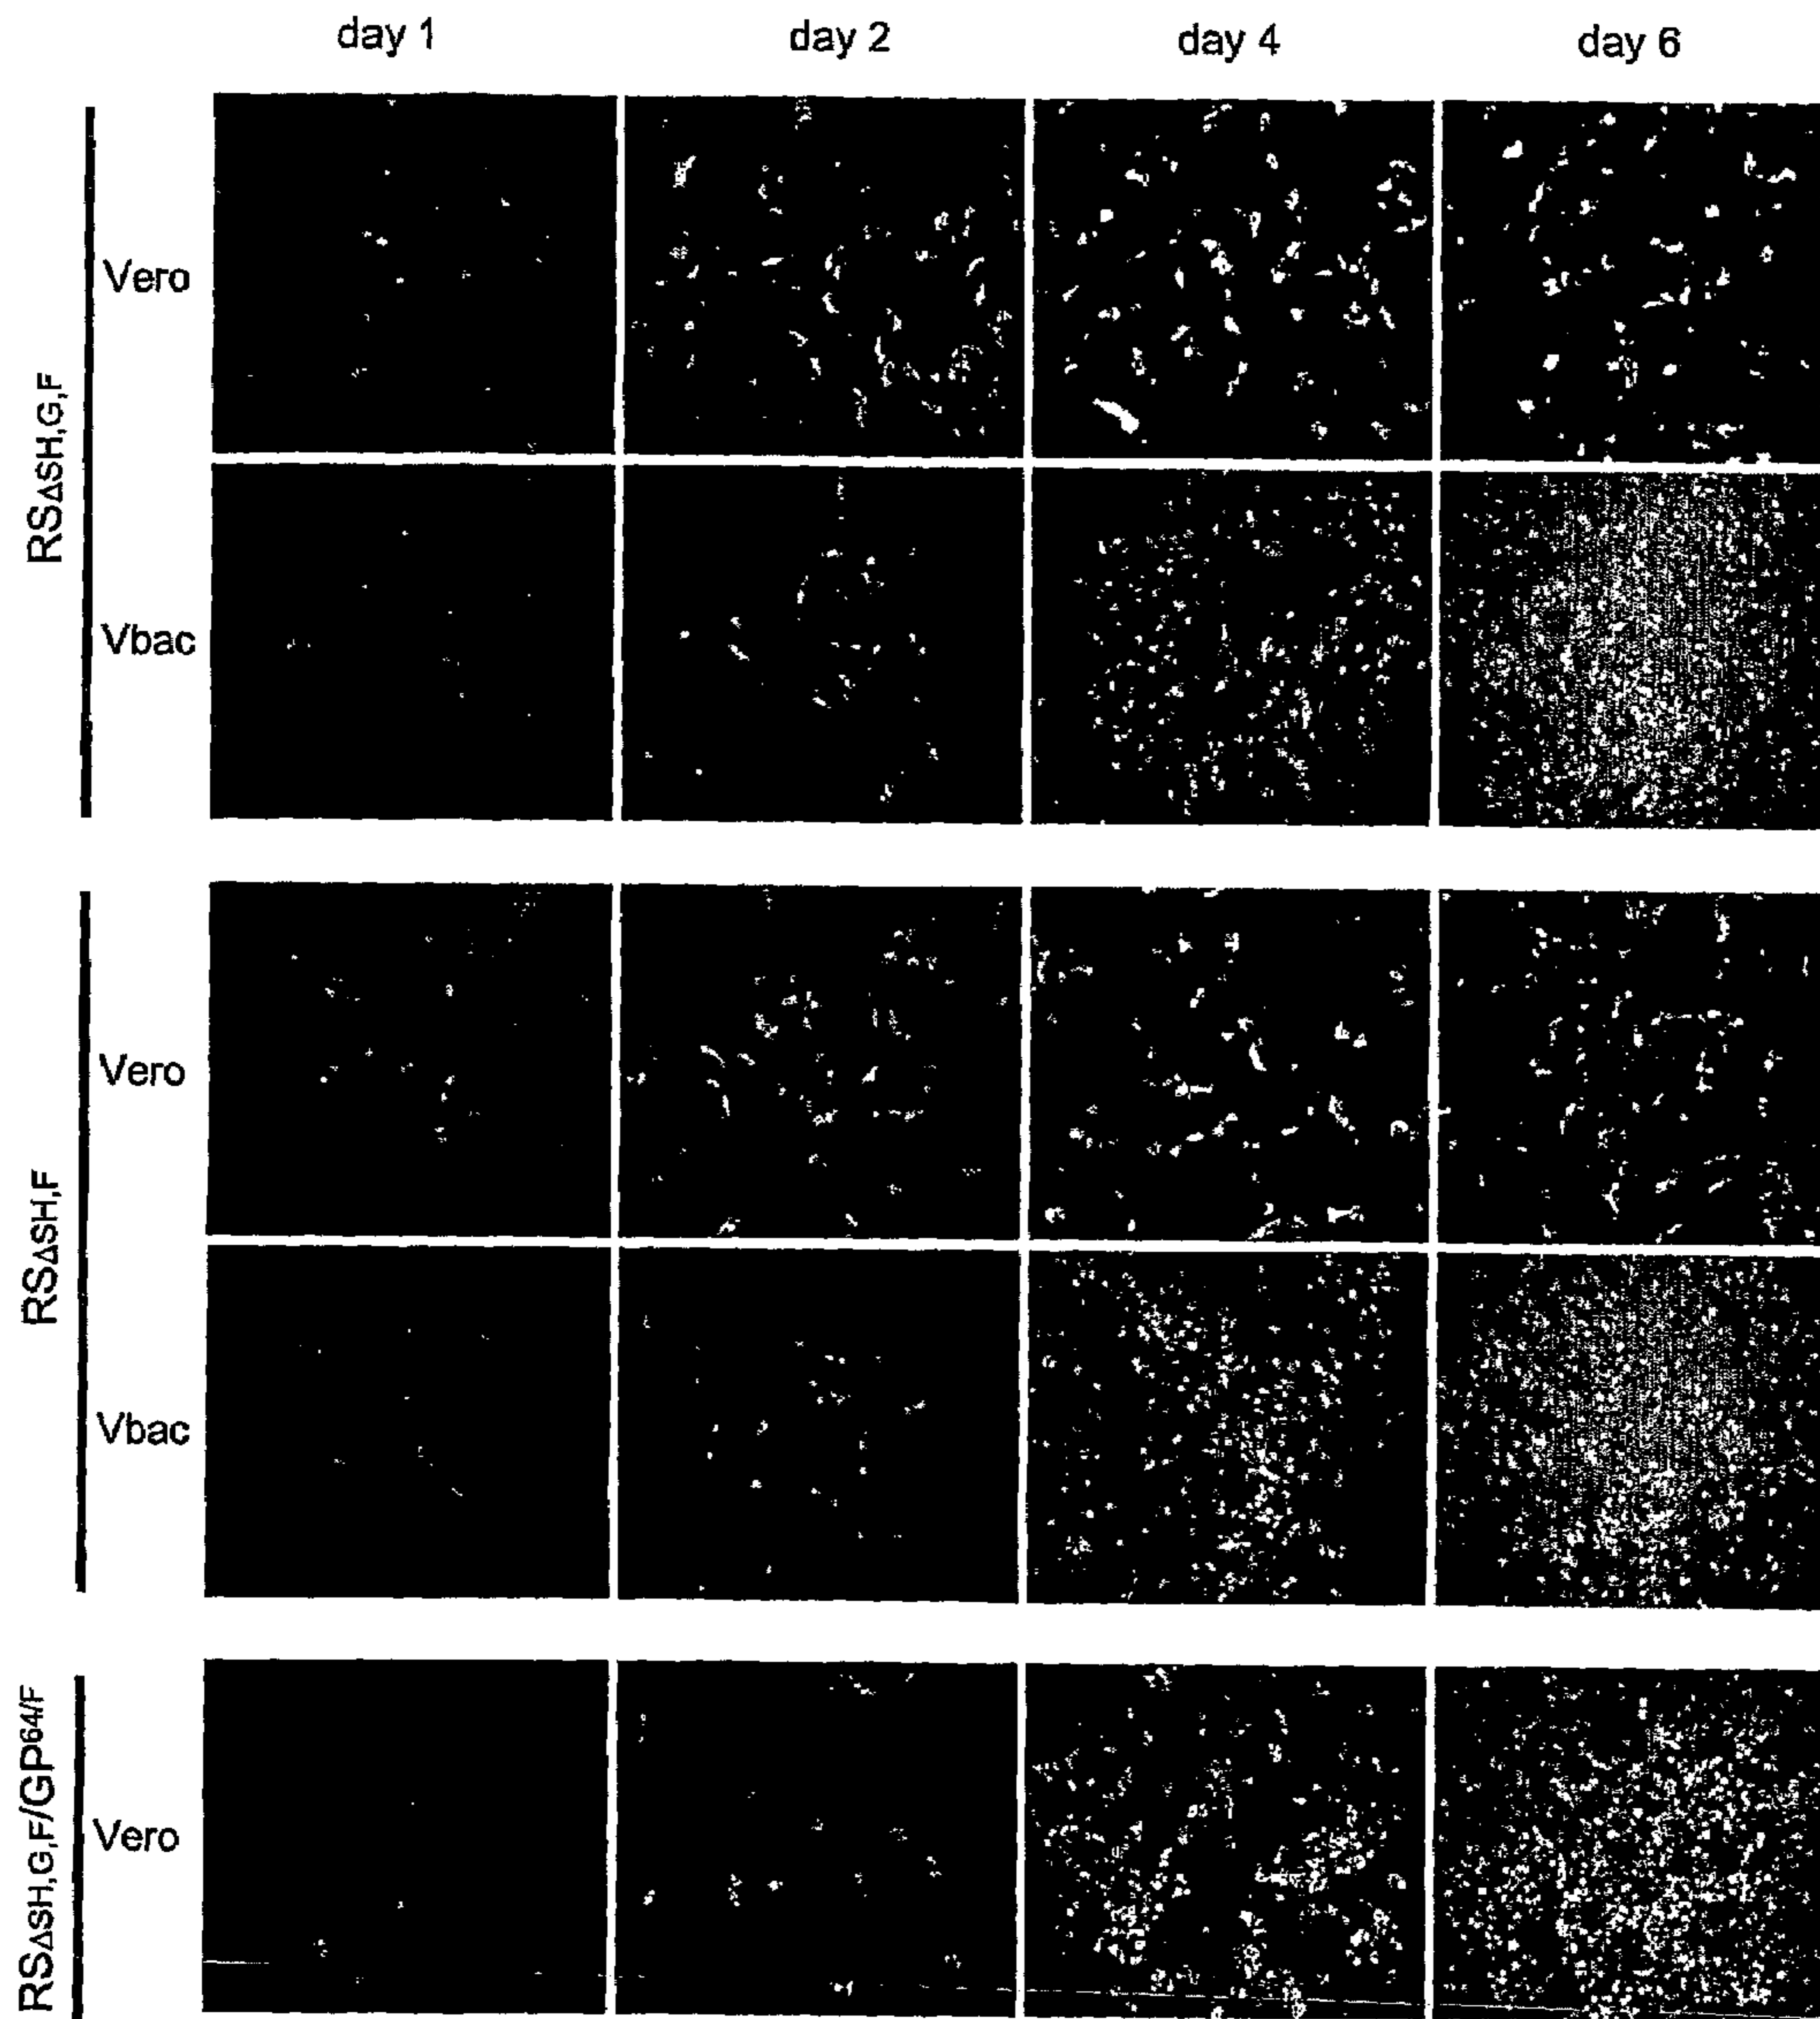 day 1 day 2 day 4 day 6
RSΔSH,G,F
Vero
Vbac
RSΔSH,F
Vero
Vbac
RSΔSH,G,F/GP64/F
Vero